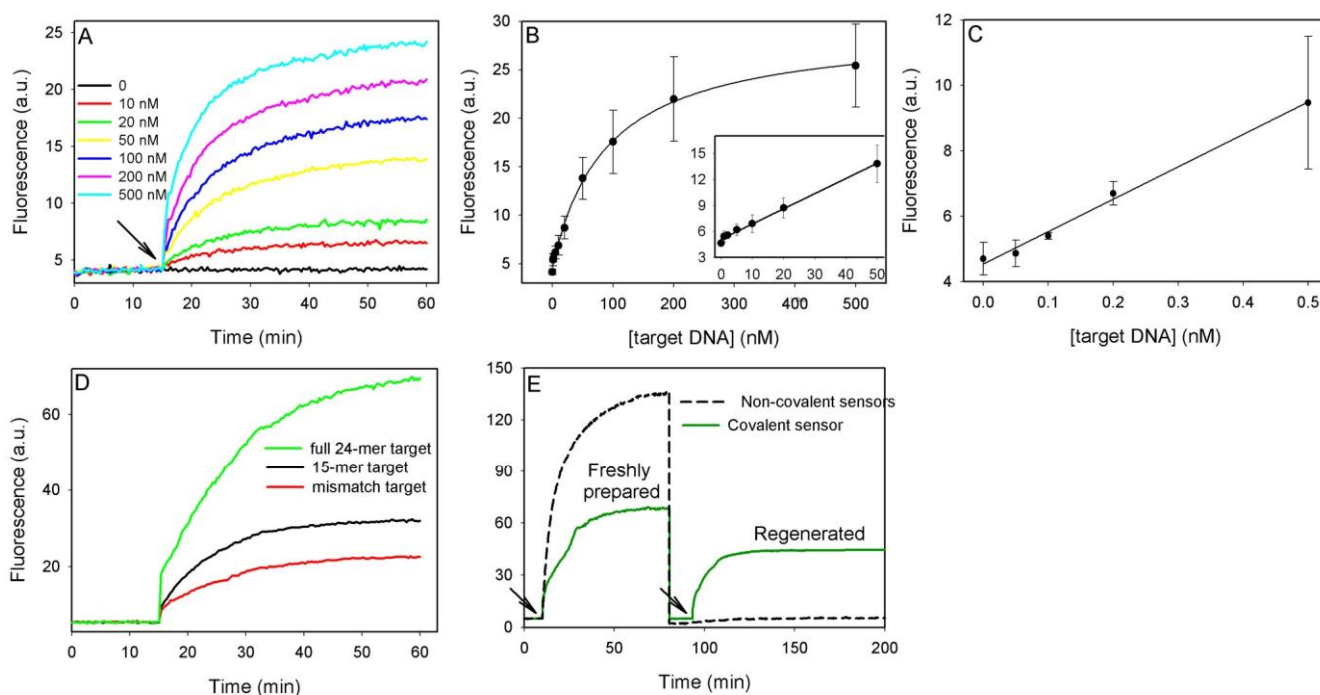 A
Fluorescence (a.u.)
25
20
15
10
5
0
10 nM
20 nM
50 nM
100 nM
200 nM
500 nM
0 10 20 30 40 50 60
Time (min)
B
Fluorescence (a.u.)
30
25
20
15
10
5
15
12
9
6
3
0 10 20 30 40 50
0 100 200 300 400 500
[target DNA] (nM)
C
Fluorescence (a.u.)
12
10
8
6
4
0.0 0.1 0.2 0.3 0.4 0.5
[target DNA] (nM)
D
Fluorescence (a.u.)
60
40
20
full 24-mer target
15-mer target
mismatch target
0 10 20 30 40 50 60
Time (min)
E
Fluorescence (a.u.)
150
120
90
60
30
0
Non-covalent sensors
Covalent sensor
Freshly
prepared
Regenerated
0 100 200
Time (min)